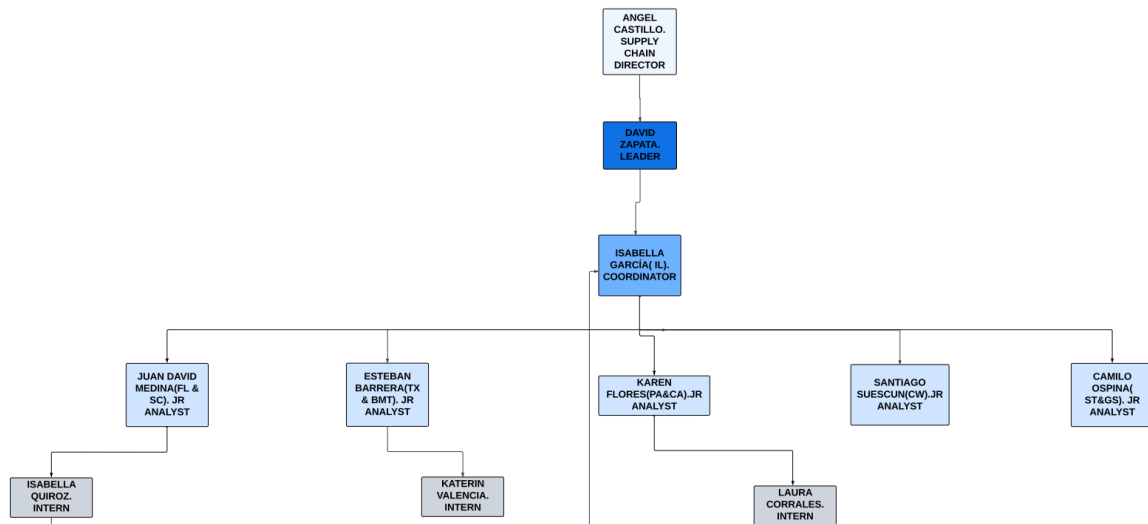 ANGEL
CASTILLO.
SUPPLY
CHAIN
DIRECTOR
DAVID
ZAPATA.
LEADER
ISABELLA
GARCÍA( IL).
COORDINATOR
JUAN DAVID
MEDINA(FL &
SC). JR
ANALYST
ESTEBAN
BARRERA(TX
& BMT). JR
ANALYST
KAREN
FLORES(PA&CA).JR
ANALYST
SANTIAGO
SUESCUN(CW).JR
ANALYST
CAMILO
OSPINA(
ST&GS). JR
ANALYST
ISABELLA
QUIROZ.
INTERN
KATERIN
VALENCIA.
INTERN
LAURA
CORRALES.
INTERN